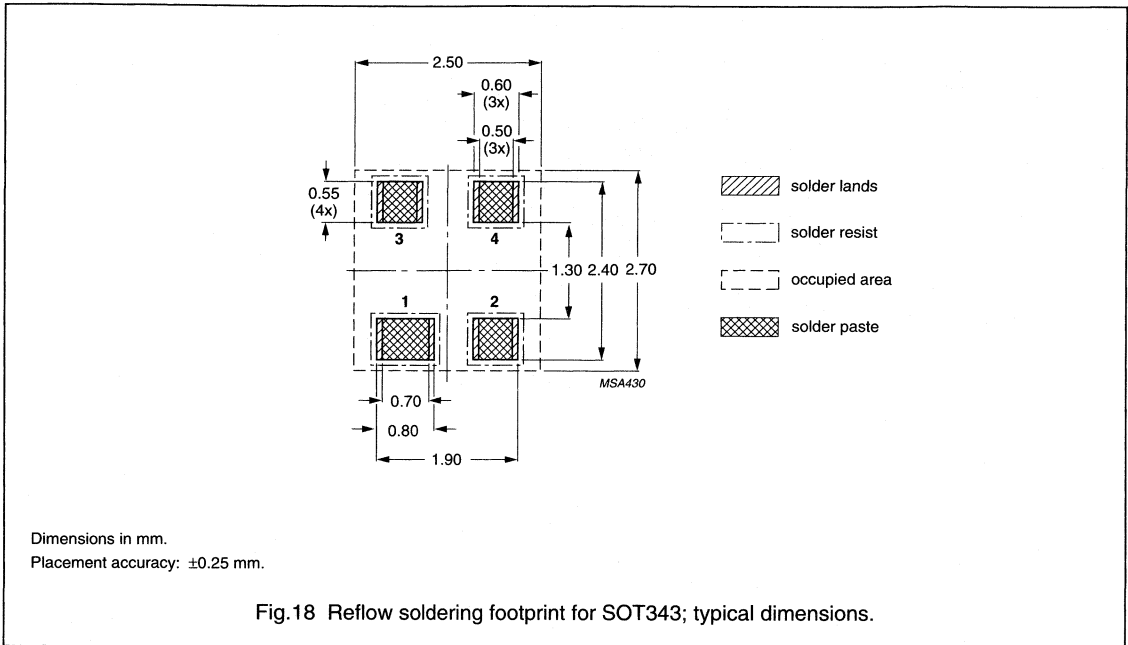 2.50
0.60
(3x)
0.50
(3x)
0.55
(4x)
3
4
1.30 2.40 2.70
1
2
MSA430
0.70
0.80
1.90
solder lands
solder resist
occupied area
solder paste
Dimensions in mm.
Placement accuracy: ±0.25 mm.
Fig.18 Reflow soldering footprint for SOT343; typical dimensions.